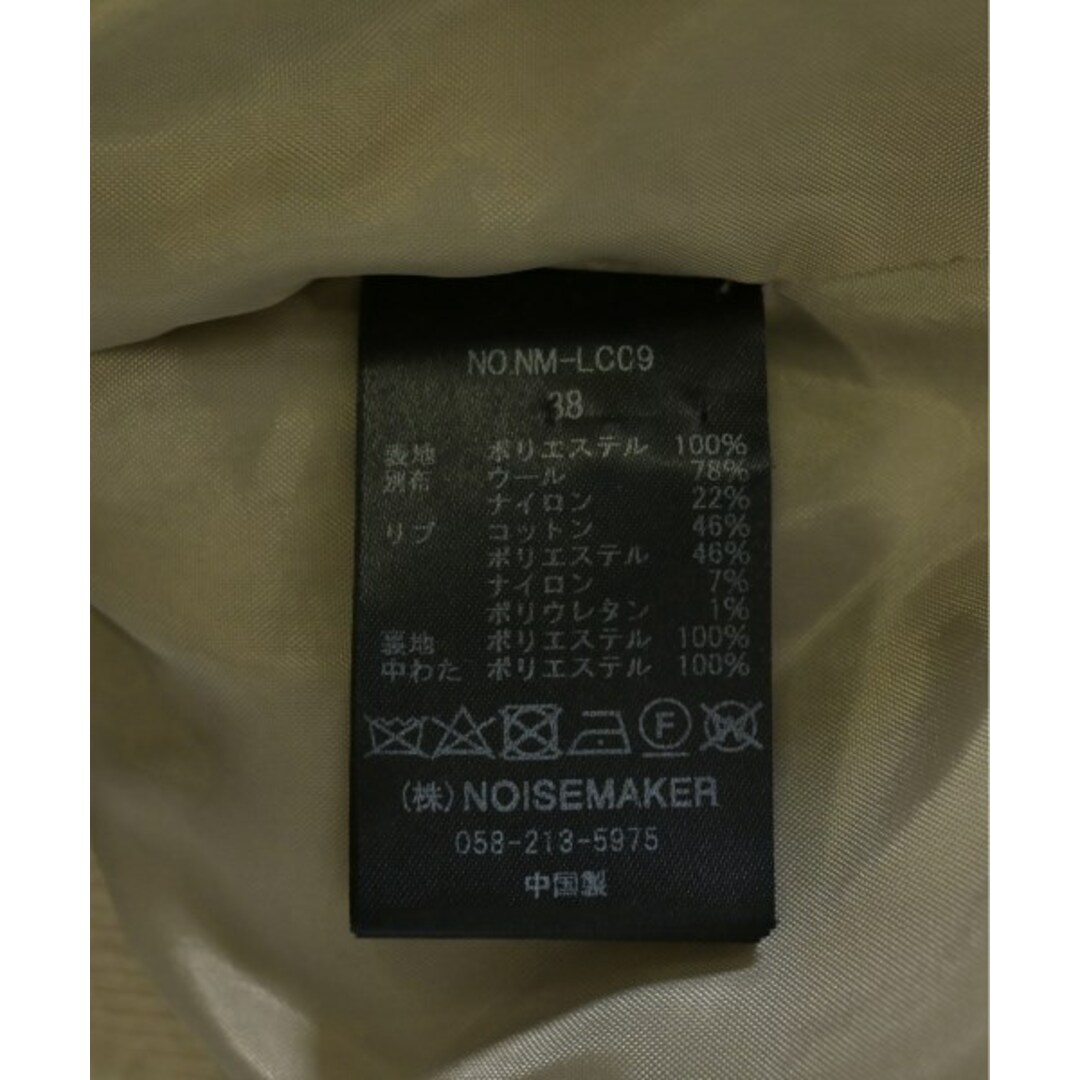 NO.NM-LC09
38
表地 ポリエステル 100%
別布 ウール 78%
ナイロン 22%
リブ コットン 46%
ポリエステル 46%
ナイロン 7%
ポリウレタン 1%
裏地 ポリエステル 100%
中わた ポリエステル 100%
F W
(株) NOISEMAKER
058-213-5975
中国製